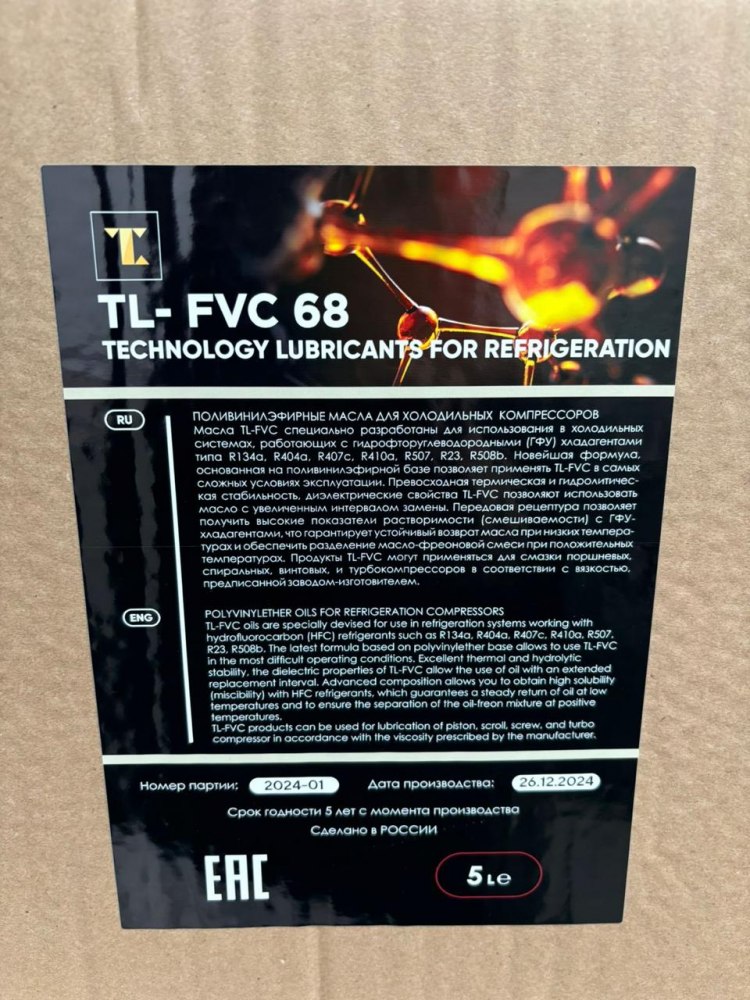 TL
TL- FVC 68
TECHNOLOGY LUBRICANTS FOR REFRIGERATION
RU
ПОЛИВИНИЛЭФИРНЫЕ МАСЛА ДЛЯ ХОЛОДИЛЬНЫХ КОМПРЕССОРОВ
Масла TL-FVC специально разработаны для использования в холодильных
системах, работающих с гидрофторуглеводородными (ГФУ) хладагентами
типа R134a, R404a, R407c, R410a, R507, R23, R508b. Новейшая формула,
основанная на поливинилэфирной базе позволяет применять TL-FVC в самых
сложных условиях эксплуатации. Превосходная термическая и гидролитичес-
кая стабильность, диэлектрические свойства TL-FVC позволяют использовать
масло с увеличенным интервалом замены. Передовая рецептура позволяет
получить высокие показатели растворимости (смешиваемости) с ГФУ-
хладагентами, что гарантирует устойчивый возврат масла при низких темпера-
турах и обеспечить разделение масло-фреоновой смеси при положительных
температурах. Продукты TL-FVC могут применяться для смазки поршневых,
спиральных, винтовых, и турбокомпрессоров в соответствии с вязкостью,
предписанной заводом-изготовителем.
ENG
POLYVINYLETHER OILS FOR REFRIGERATION COMPRESSORS
TL-FVC oils are specially devised for use in refrigeration systems working with
hydrofluorocarbon (HFC) refrigerants such as R134a, R404a, R407c, R410a, R507,
R23, R508b. The latest formula based on polyvinylether base allows to use TL-FVC
in the most difficult operating conditions. Excellent thermal and hydrolytic
stability, the dielectric properties of TL-FVC allow the use of oil with an extended
replacement interval. Advanced composition allows you to obtain high solubility
(miscibility) with HFC refrigerants, which guarantees a steady return of oil at low
temperatures and to ensure the separation of the oil-freon mixture at positive
temperatures.
TL-FVC products can be used for lubrication of piston, scroll, screw, and turbo
compressor in accordance with the viscosity prescribed by the manufacturer.
Номер партии: 2024-01 Дата производства: 26.12.2024
Срок годности 5 лет с момента производства
Сделано в РОССИИ
EAC
5 L℮